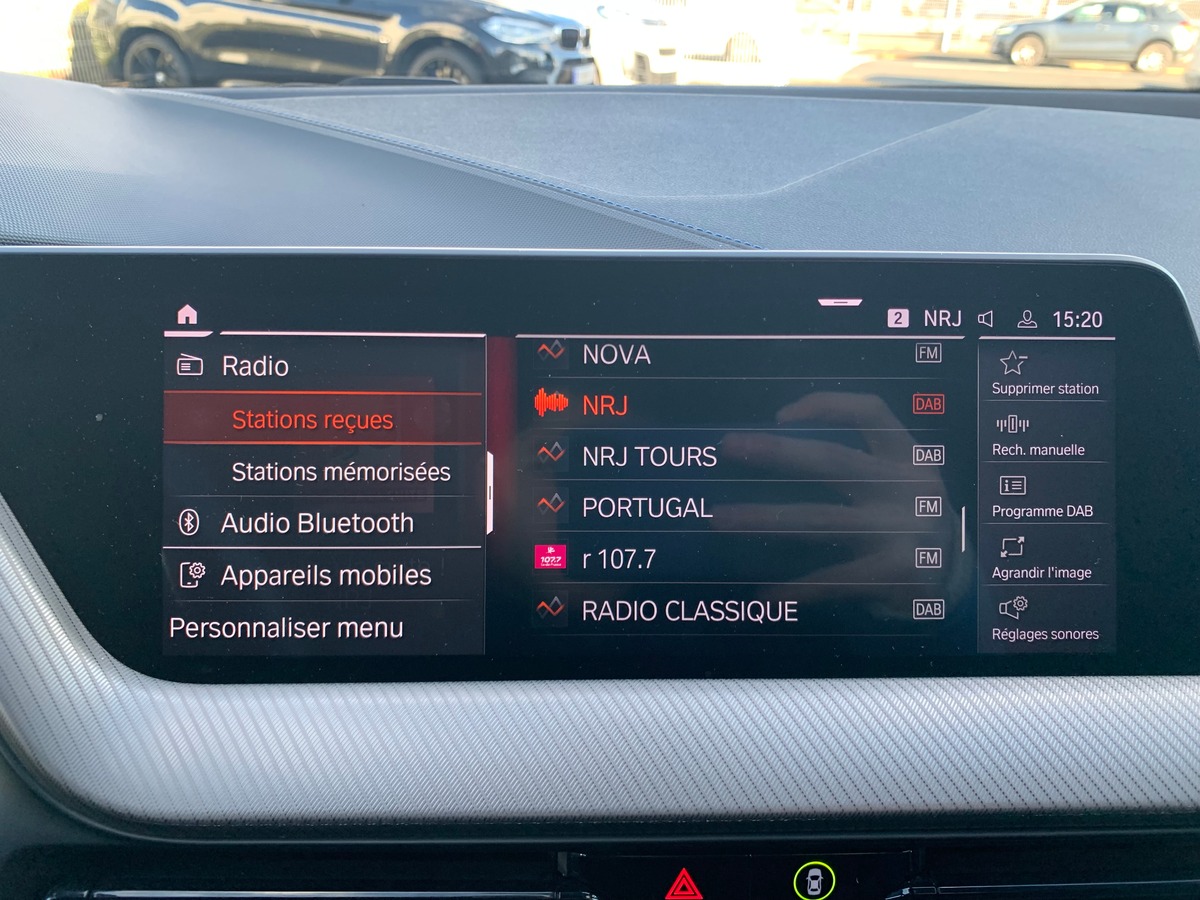 2 NRJ 15:20
Radio
Stations reçues
Stations mémorisées
Audio Bluetooth
Appareils mobiles
Personnaliser menu
NOVA FM
NRJ DAB
NRJ TOURS DAB
PORTUGAL FM
107.7 r 107.7 FM
RADIO CLASSIQUE DAB
Supprimer station
Rech. manuelle
Programme DAB
Agrandir l'image
Réglages sonores